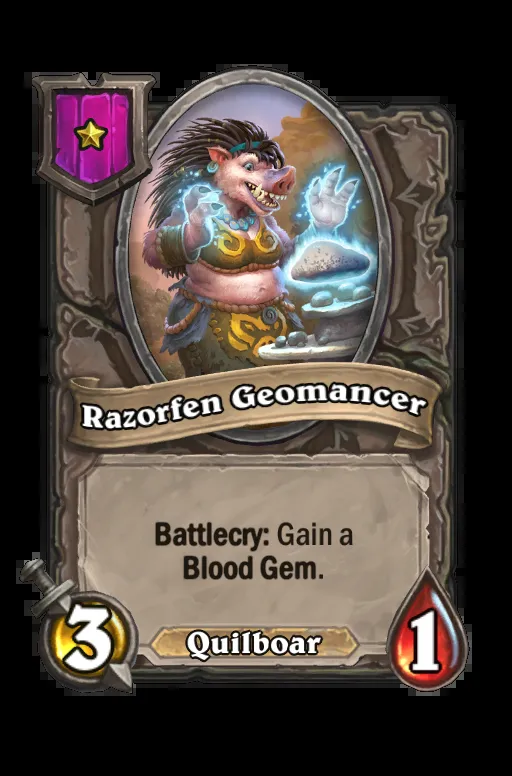 Razorfen Geomancer
Battlecry: Gain a
Blood Gem.
3
Quilboar
1